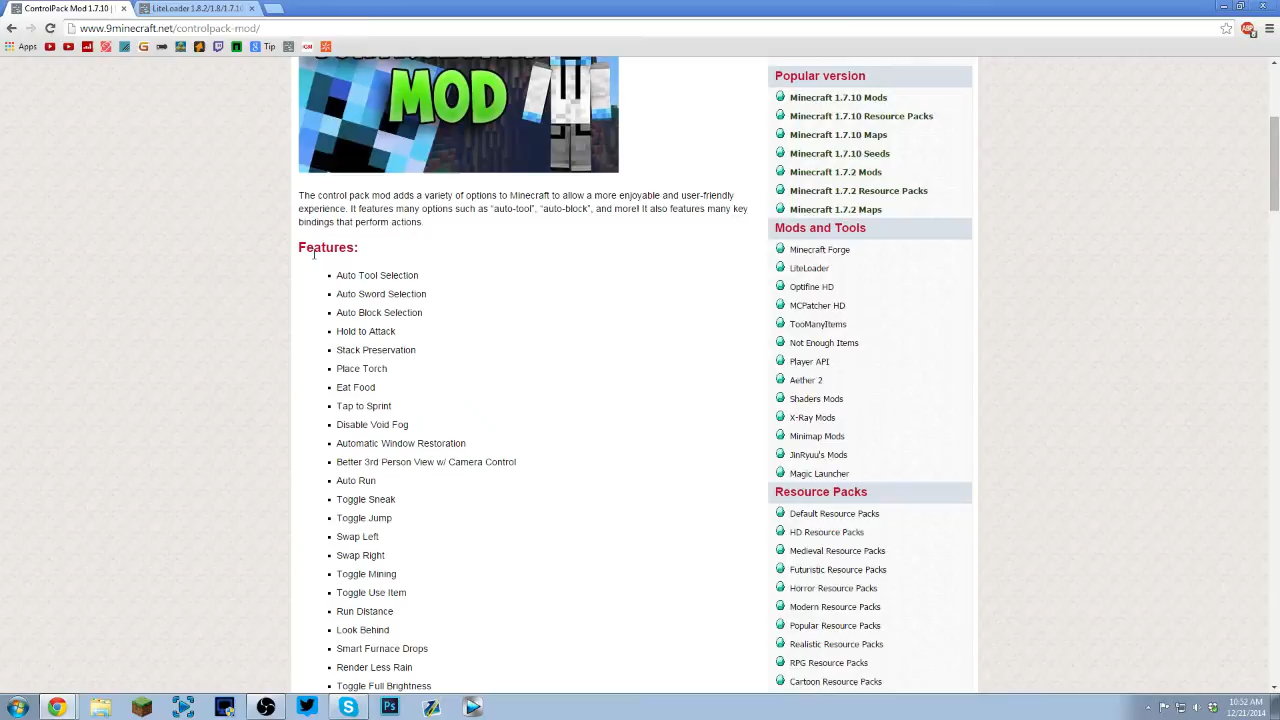 ControlPack Mod 1.7.10 |
LiteLoader 1.8.2/1.8/1.7.10
www.9minecraft.net/controlpack-mod/
Apps
Tip
IGN
MOD
The control pack mod adds a variety of options to Minecraft to allow a more enjoyable and user-friendly
experience. It features many options such as “auto-tool”, “auto-block”, and more! It also features many key
bindings that perform actions.
Features:
Auto Tool Selection
Auto Sword Selection
Auto Block Selection
Hold to Attack
Stack Preservation
Place Torch
Eat Food
Tap to Sprint
Disable Void Fog
Automatic Window Restoration
Better 3rd Person View w/ Camera Control
Auto Run
Toggle Sneak
Toggle Jump
Swap Left
Swap Right
Toggle Mining
Toggle Use Item
Run Distance
Look Behind
Smart Furnace Drops
Render Less Rain
Toggle Full Brightness
Popular version
Minecraft 1.7.10 Mods
Minecraft 1.7.10 Resource Packs
Minecraft 1.7.10 Maps
Minecraft 1.7.10 Seeds
Minecraft 1.7.2 Mods
Minecraft 1.7.2 Resource Packs
Minecraft 1.7.2 Maps
Mods and Tools
Minecraft Forge
LiteLoader
Optifine HD
MCPatcher HD
TooManyItems
Not Enough Items
Player API
Aether 2
Shaders Mods
X-Ray Mods
Minimap Mods
JinRyuu's Mods
Magic Launcher
Resource Packs
Default Resource Packs
HD Resource Packs
Medieval Resource Packs
Futuristic Resource Packs
Horror Resource Packs
Modern Resource Packs
Popular Resource Packs
Realistic Resource Packs
RPG Resource Packs
Cartoon Resource Packs
10:52 AM
12/21/2014